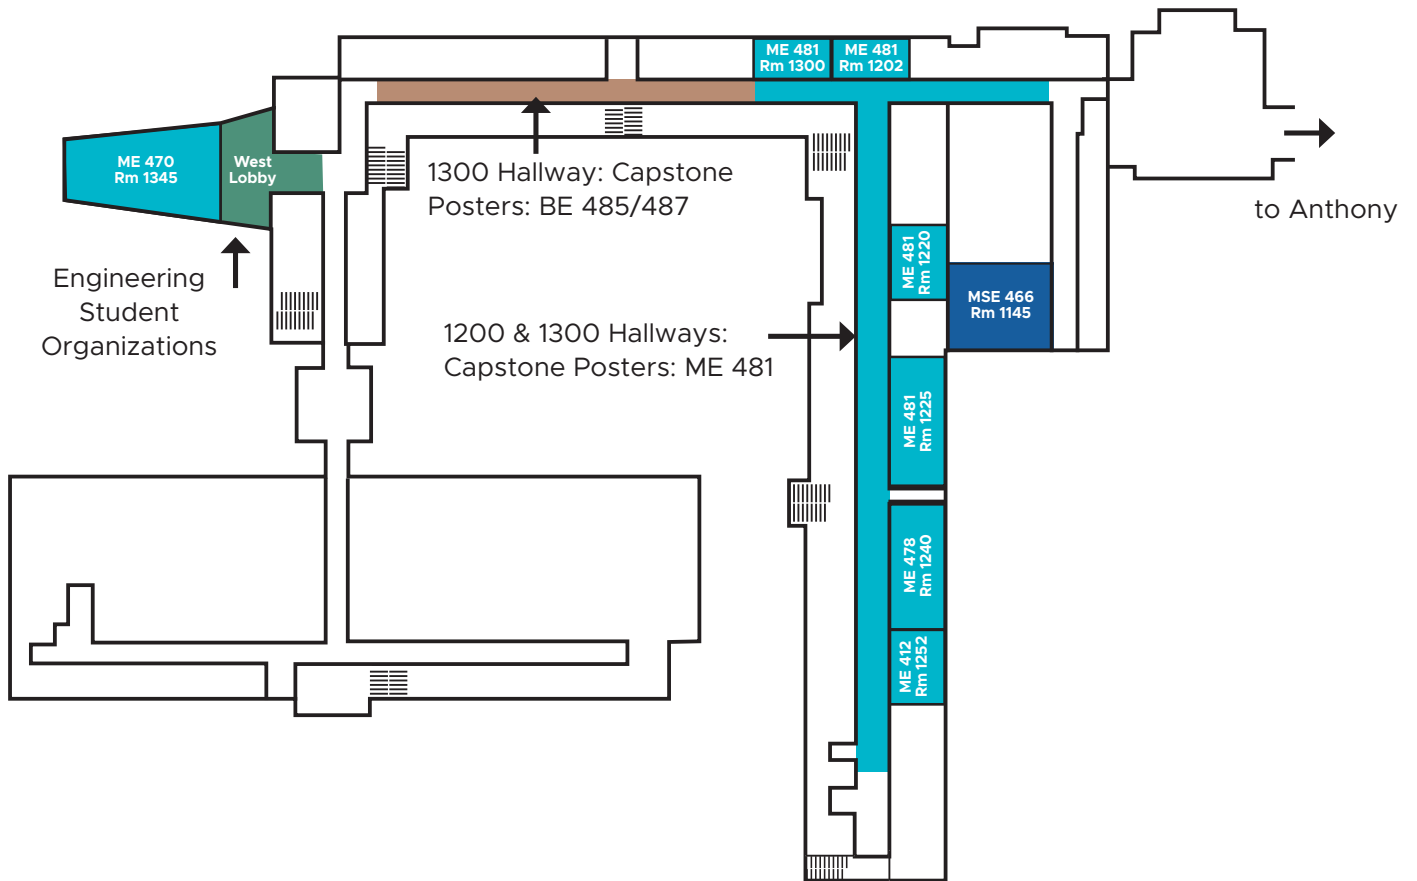 ME 481
Rm 1300
ME 481
Rm 1202
ME 470
Rm 1345
West
Lobby
1300 Hallway: Capstone
Posters: BE 485/487
to Anthony
Engineering
Student
Organizations
ME 481
Rm 1220
MSE 466
Rm 1145
1200 & 1300 Hallways:
Capstone Posters: ME 481
ME 481
Rm 1225
ME 478
Rm 1240
ME 412
Rm 1252